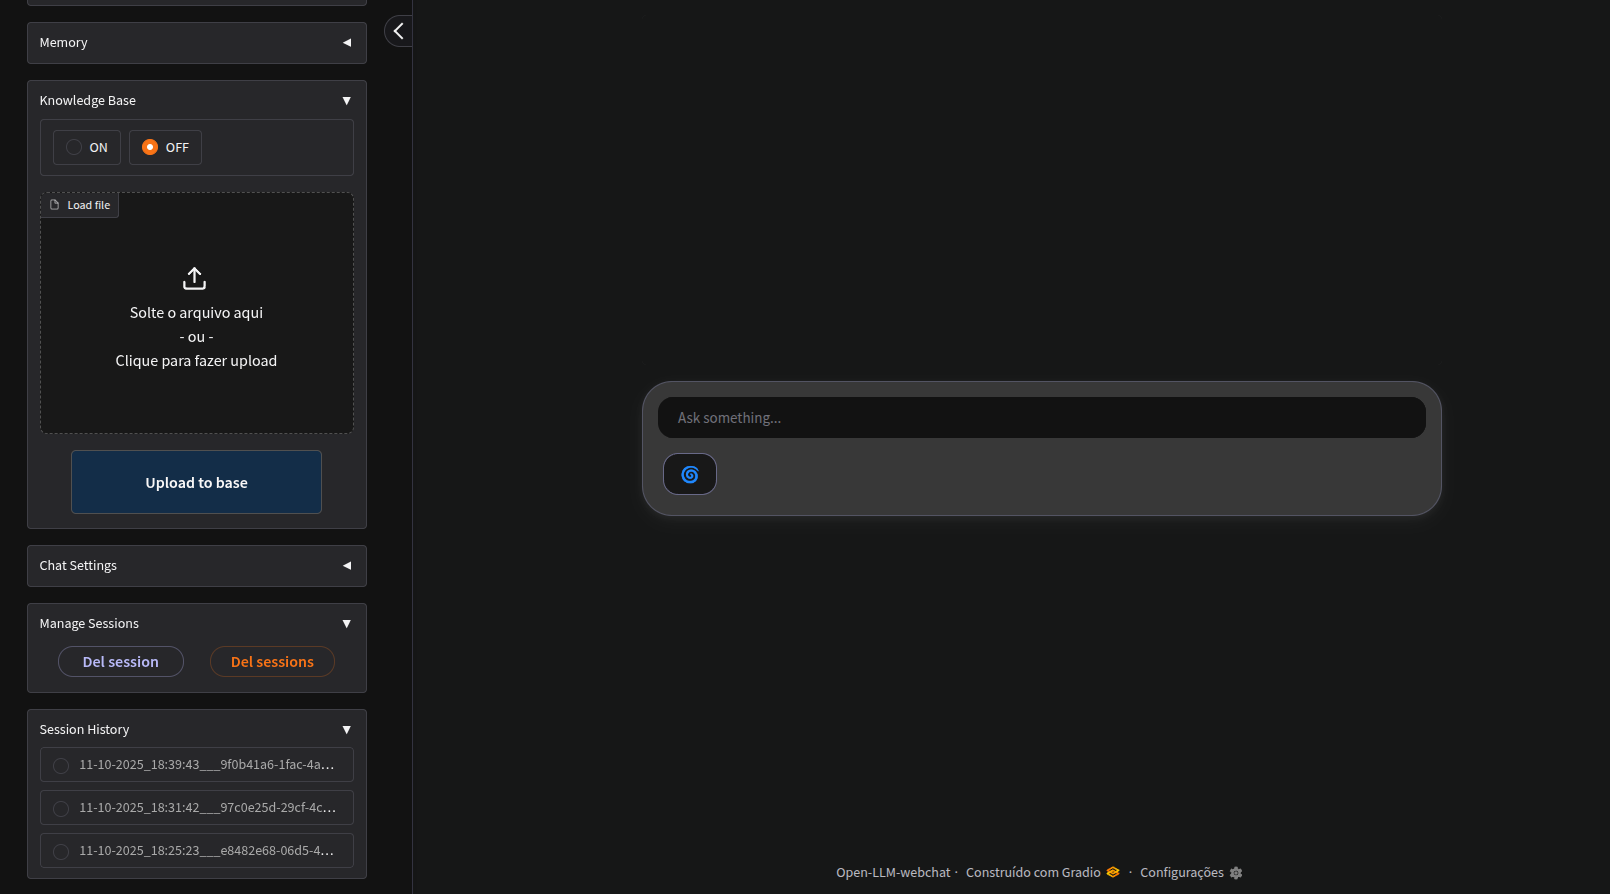 Memory
Knowledge Base
ON
OFF
Load file
Solte o arquivo aqui
- ou -
Clique para fazer upload
Upload to base
Chat Settings
Manage Sessions
Del session
Del sessions
Session History
11-10-2025_18:39:43___9f0b41a6-1fac-4a...
11-10-2025_18:31:42___97c0e25d-29cf-4c...
11-10-2025_18:25:23___e8482e68-06d5-4...
Ask something...
Open-LLM-webchat · Construído com Gradio · Configurações